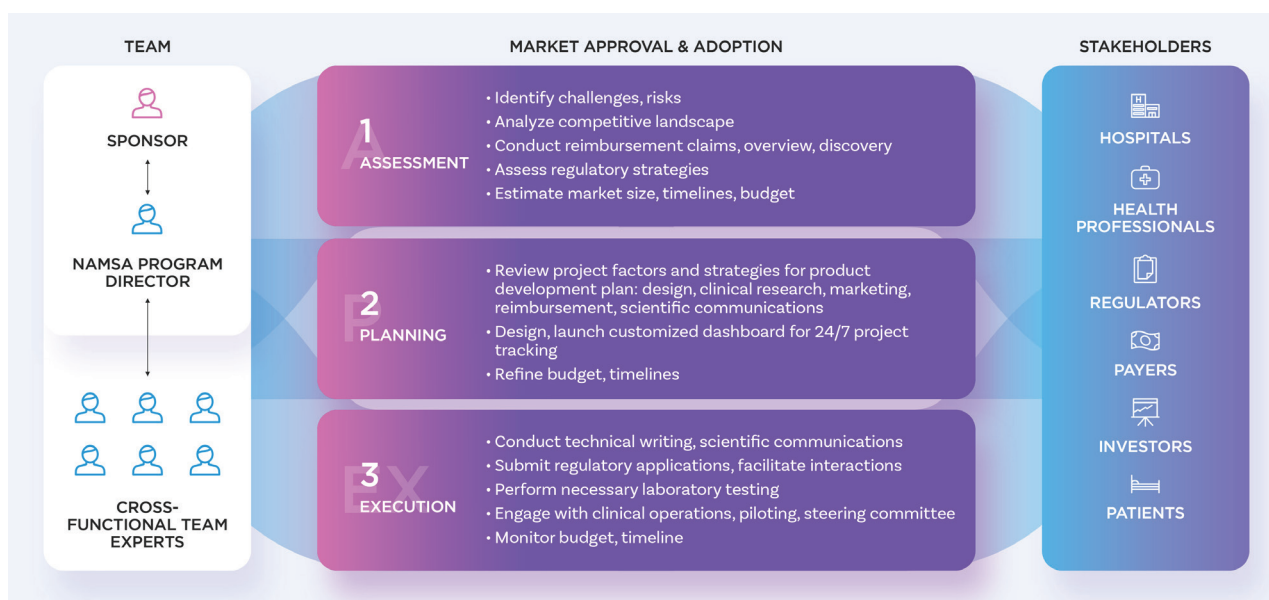 TEAM
SPONSOR
NAMSA PROGRAM
DIRECTOR
CROSS-
FUNCTIONAL TEAM
EXPERTS
MARKET APPROVAL & ADOPTION
A
1
ASSESSMENT
• Identify challenges, risks
• Analyze competitive landscape
• Conduct reimbursement claims, overview, discovery
• Assess regulatory strategies
• Estimate market size, timelines, budget
P
2
PLANNING
• Review project factors and strategies for product
development plan: design, clinical research, marketing,
reimbursement, scientific communications
• Design, launch customized dashboard for 24/7 project
tracking
• Refine budget, timelines
EX
3
EXECUTION
• Conduct technical writing, scientific communications
• Submit regulatory applications, facilitate interactions
• Perform necessary laboratory testing
• Engage with clinical operations, piloting, steering committee
• Monitor budget, timeline
STAKEHOLDERS
H
HOSPITALS
HEALTH
PROFESSIONALS
REGULATORS
PAYERS
INVESTORS
PATIENTS